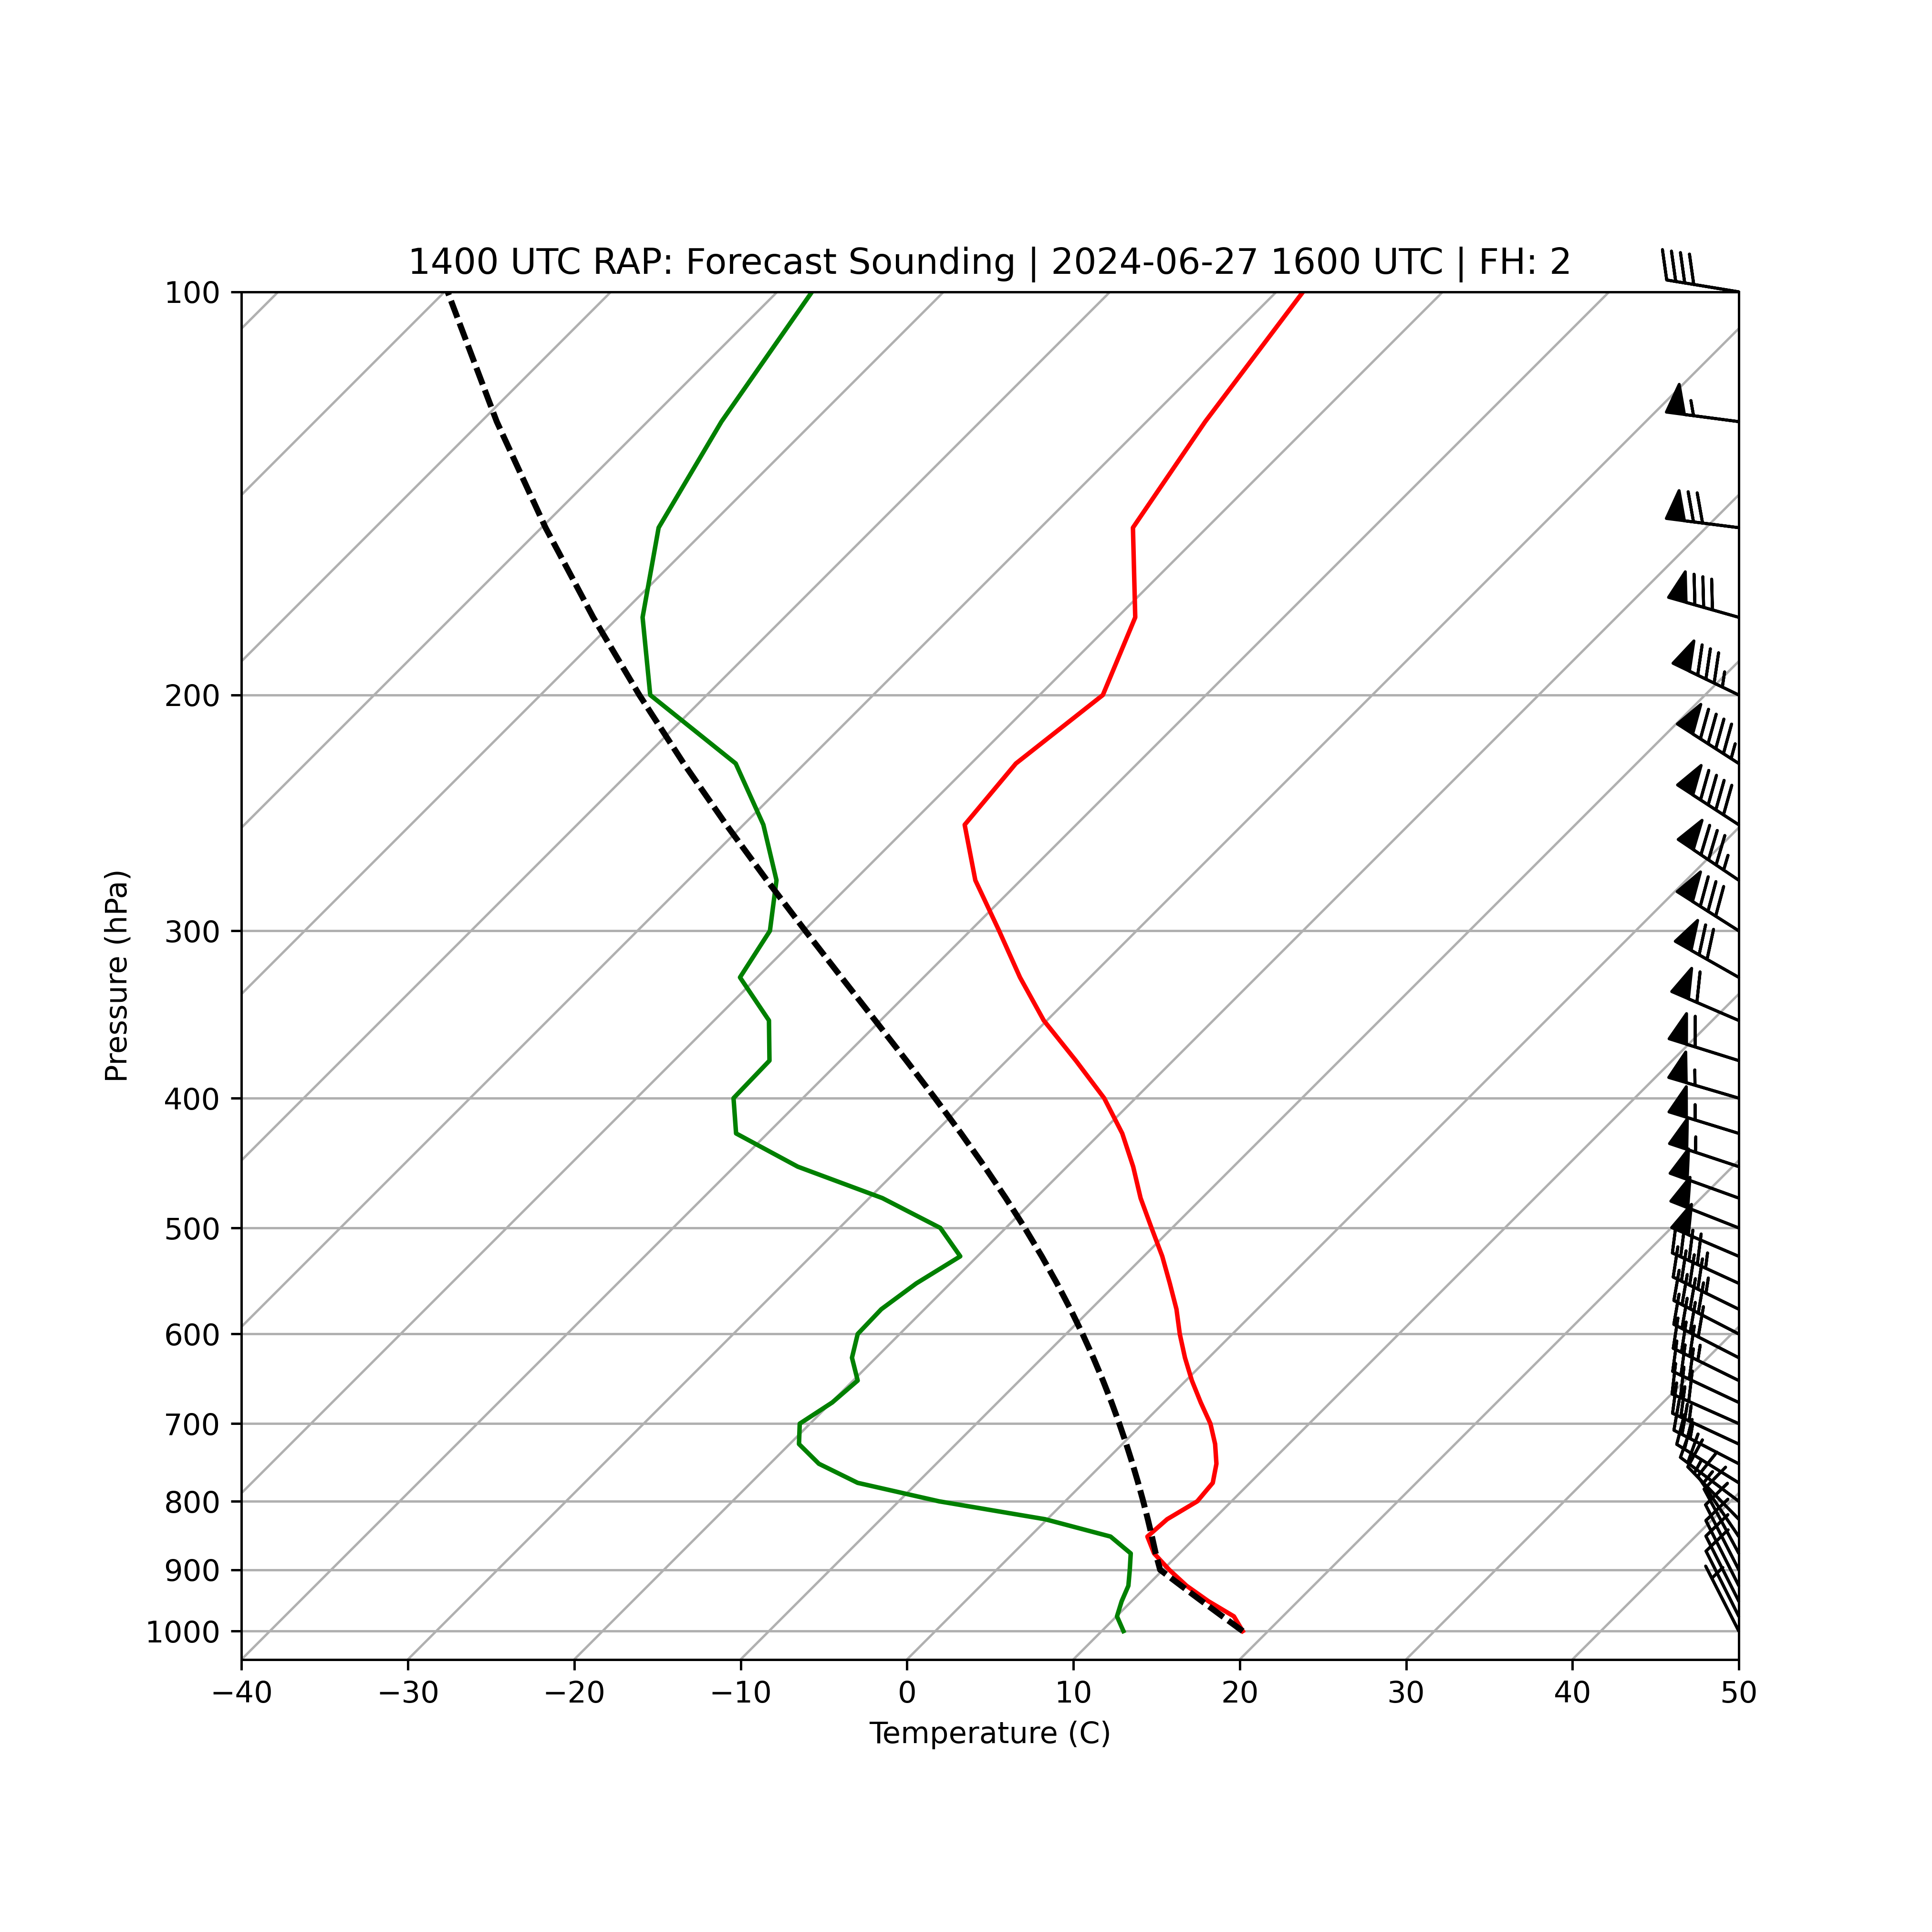 1400 UTC RAP: Forecast Sounding | 2024-06-27 1600 UTC | FH: 2
100
200
300
400
500
600
700
800
900
1000
Pressure (hPa)
−40 −30 −20 −10 0 10 20 30 40 50
Temperature (C)